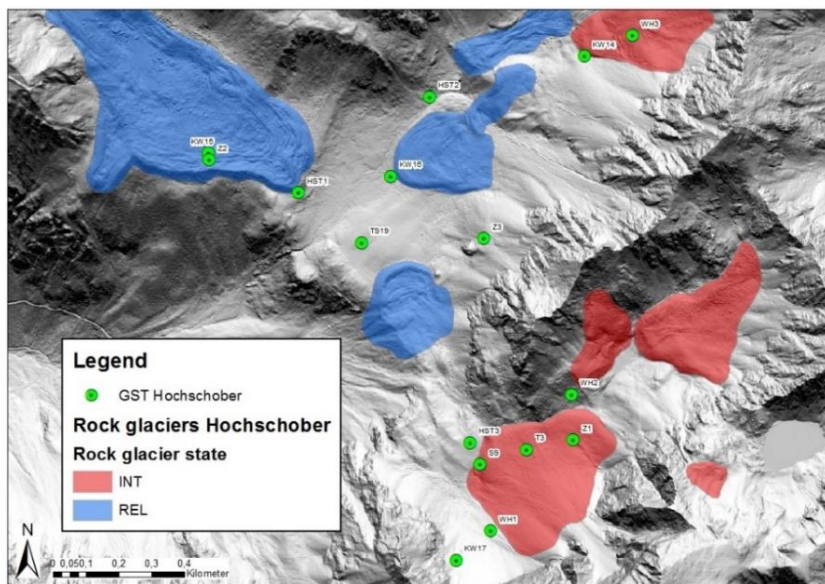 WH3
KW14
HST2
KW15
Z2
KW15
HST1
TS19
Z3
WH2
HST3
S9
T3
Z1
WH1
KW17
Legend
GST Hochschober
Rock glaciers Hochschober
Rock glacier state
INT
REL
N
0 0,050,1 0,2 0,3 0,4
Kilometer